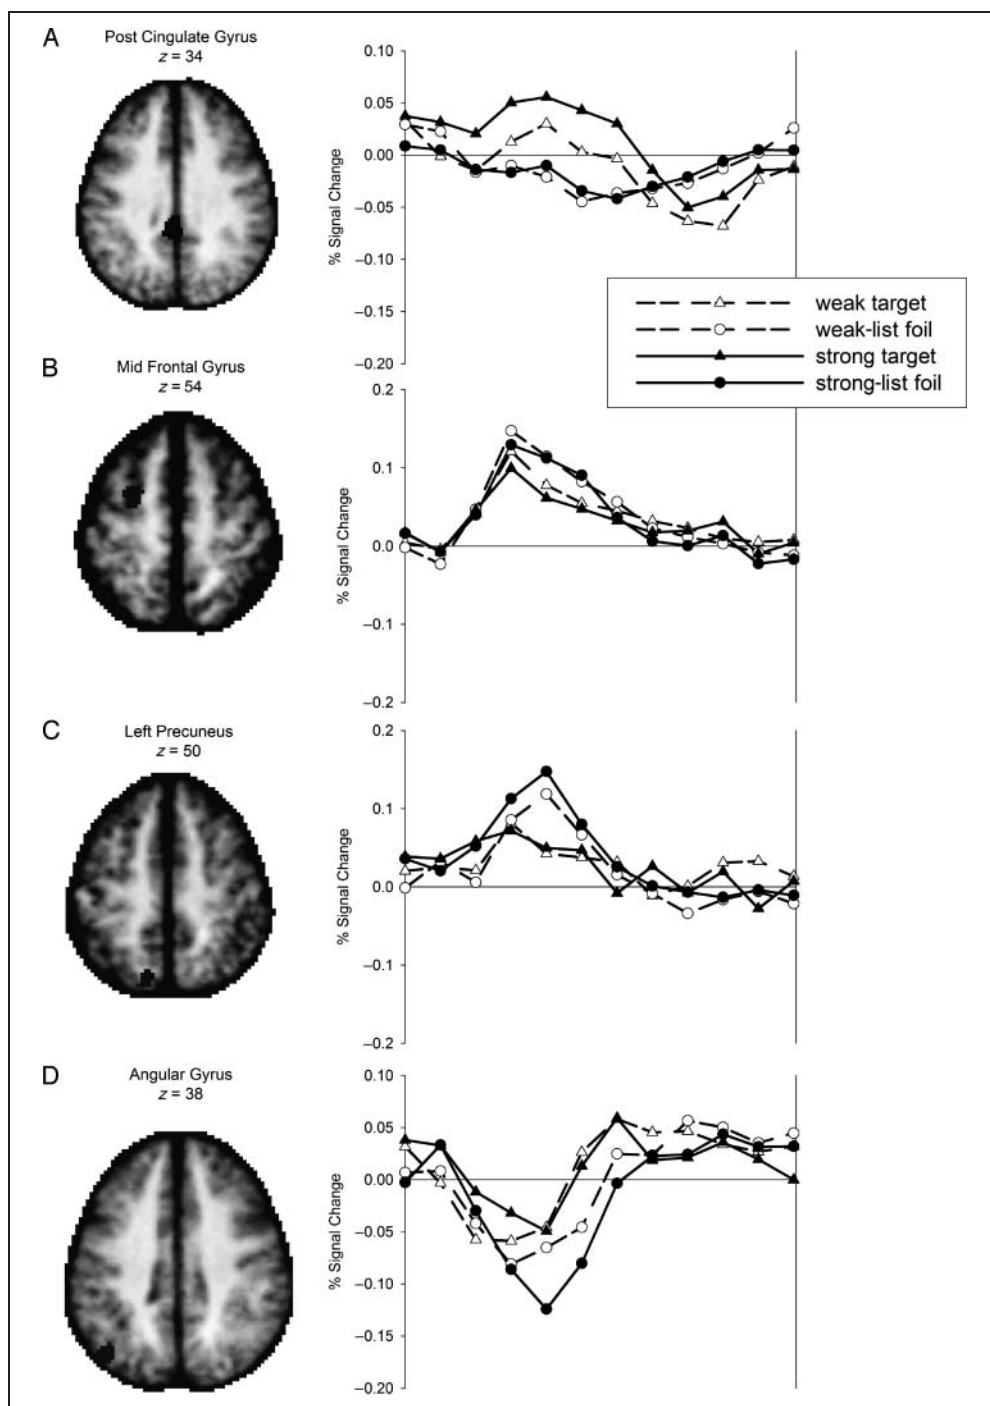 A
Post Cingulate Gyrus
z = 34
% Signal Change
0.10
0.05
0.00
–0.05
–0.10
–0.15
–0.20
weak target
weak-list foil
strong target
strong-list foil
B
Mid Frontal Gyrus
z = 54
% Signal Change
0.2
0.1
0.0
–0.1
–0.2
C
Left Precuneus
z = 50
% Signal Change
0.2
0.1
0.0
–0.1
–0.2
D
Angular Gyrus
z = 38
% Signal Change
0.10
0.05
0.00
–0.05
–0.10
–0.15
–0.20